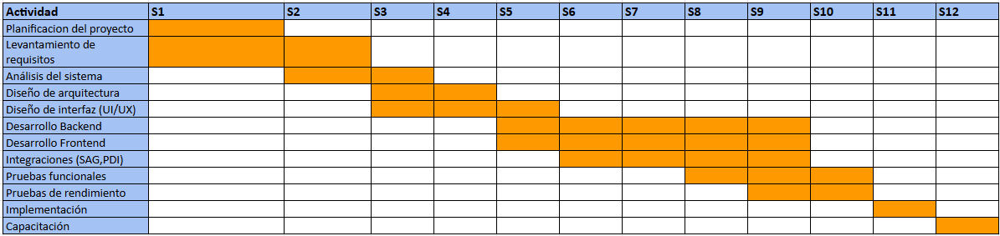 Actividad S1 S2 S3 S4 S5 S6 S7 S8 S9 S10 S11 S12
Planificacion del proyecto
Levantamiento de
requisitos
Análisis del sistema
Diseño de arquitectura
Diseño de interfaz (UI/UX)
Desarrollo Backend
Desarrollo Frontend
Integraciones (SAG,PDI)
Pruebas funcionales
Pruebas de rendimiento
Implementación
Capacitación